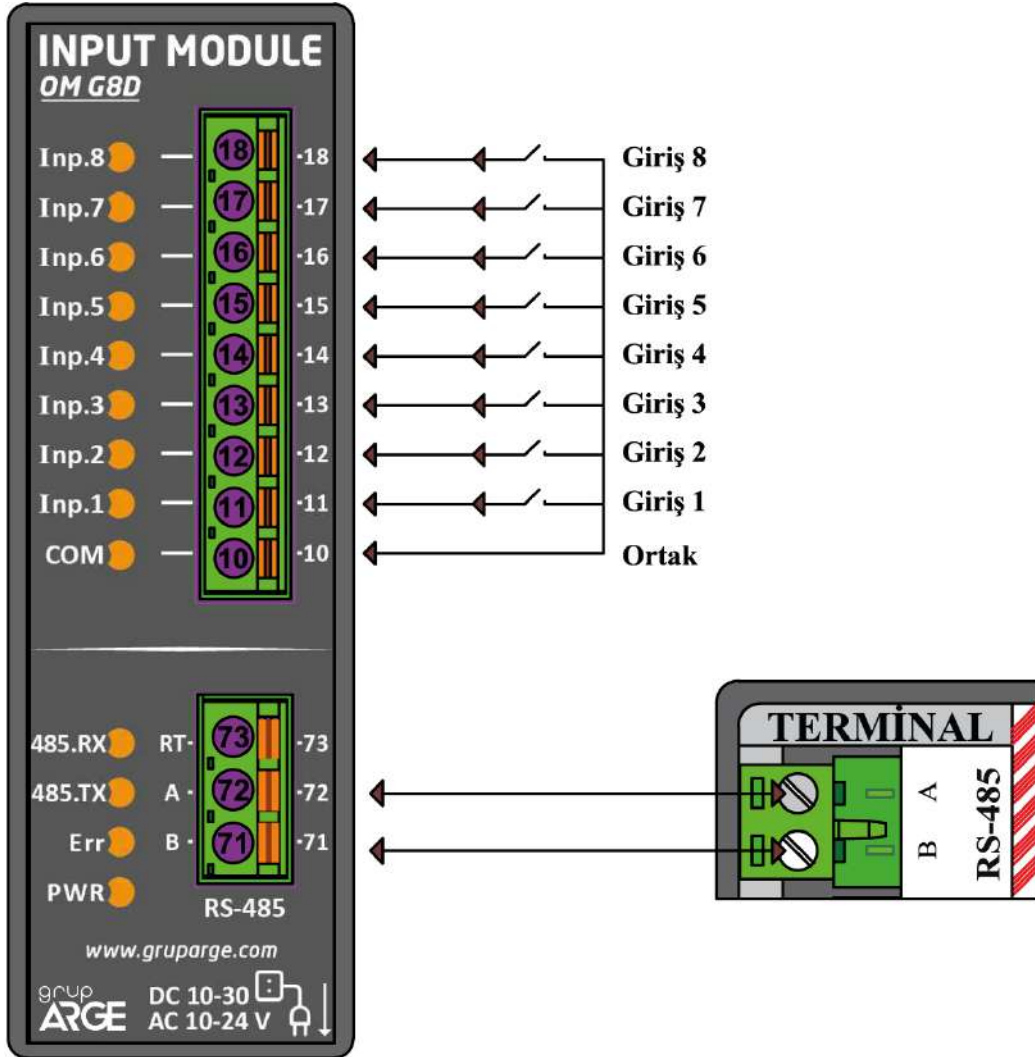 INPUT MODULE
OM G8D
Inp.8 18 -18 Giriş 8
Inp.7 17 -17 Giriş 7
Inp.6 16 -16 Giriş 6
Inp.5 15 -15 Giriş 5
Inp.4 14 -14 Giriş 4
Inp.3 13 -13 Giriş 3
Inp.2 12 -12 Giriş 2
Inp.1 11 -11 Giriş 1
COM 10 -10 Ortak
TERMİNAL
485.RX RT- 73 -73
485.TX A - 72 -72 A
Err B - 71 -71 B
RS-485
PWR
RS-485
www.gruparge.com
grup
ARGE
DC 10-30
AC 10-24 V